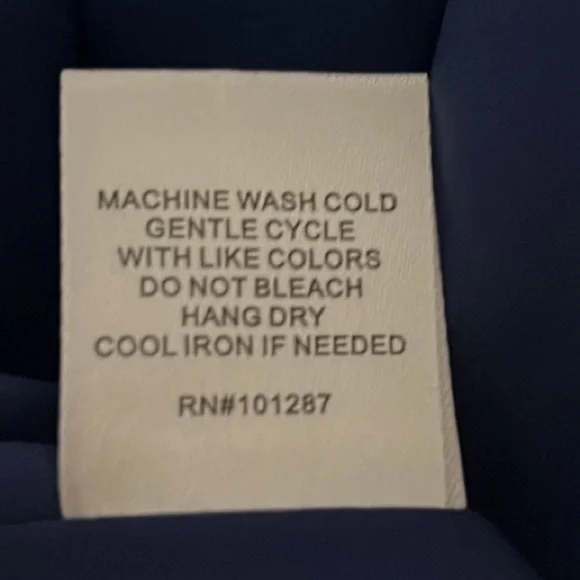 MACHINE WASH COLD
GENTLE CYCLE
WITH LIKE COLORS
DO NOT BLEACH
HANG DRY
COOL IRON IF NEEDED
RN#101287